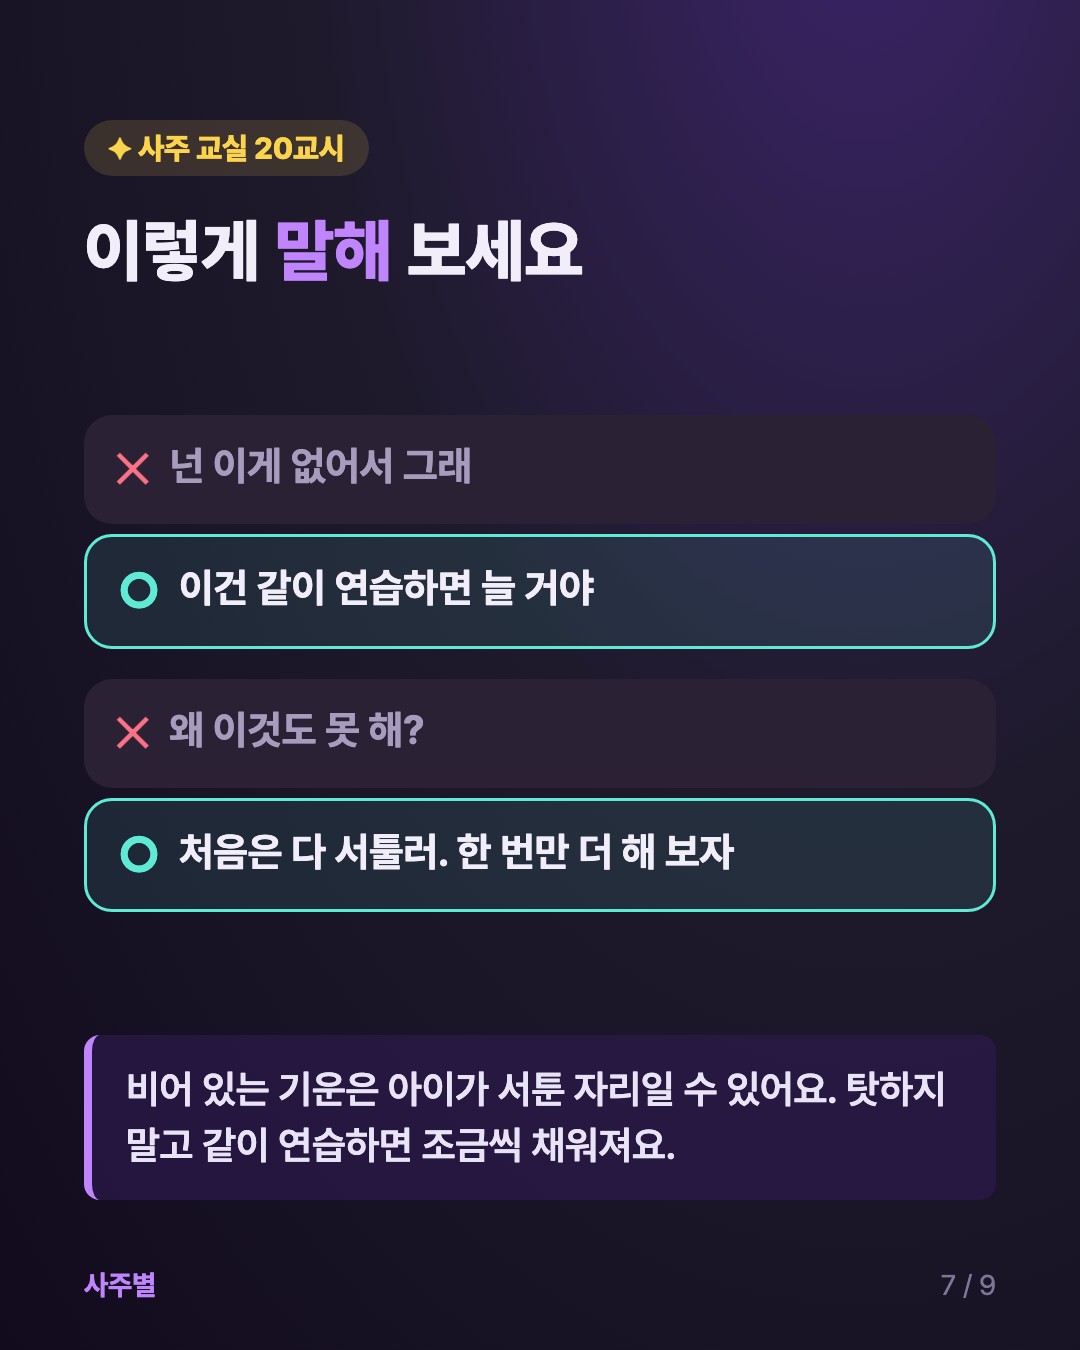 ✦ 사주 교실 20교시
이렇게 말해 보세요
❌ 넌 이게 없어서 그래
⭕ 이건 같이 연습하면 늘 거야
❌ 왜 이것도 못 해?
⭕ 처음은 다 서툴러. 한 번만 더 해 보자
비어 있는 기운은 아이가 서툰 자리일 수 있어요. 탓하지
말고 같이 연습하면 조금씩 채워져요.
사주별
7 / 9